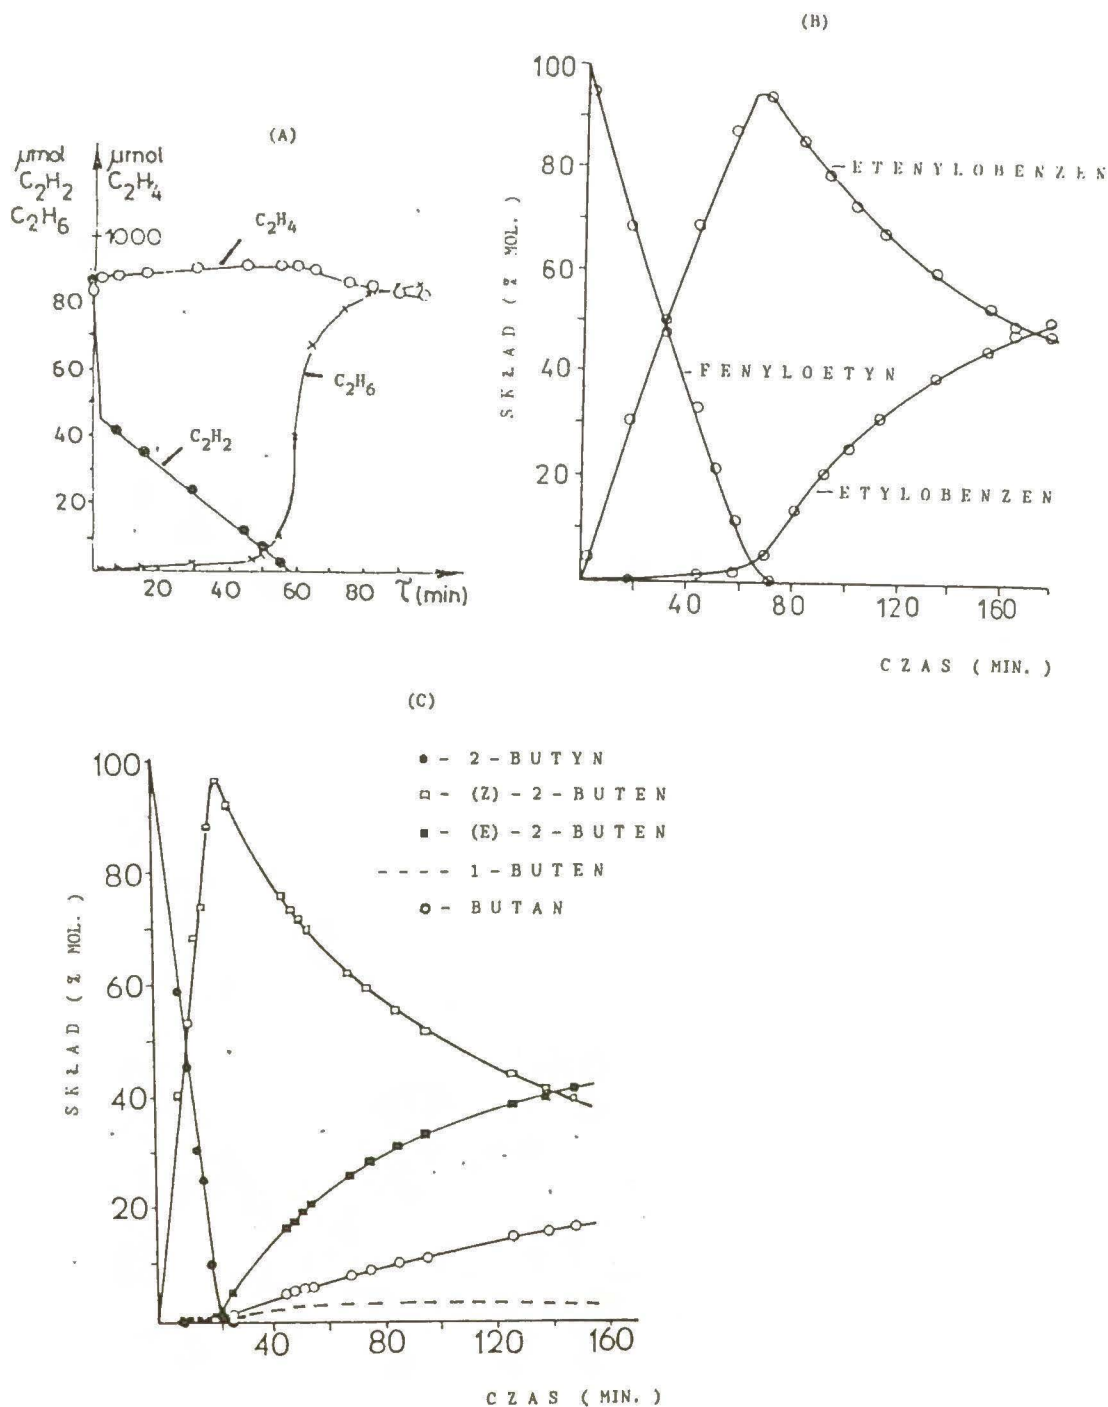 (A)
μmol μmol
C₂H₂ C₂H₄
C₂H₆
1000
C₂H₄
80
60
C₂H₆
40
C₂H₂
20
20 40 60 80 τ(min)
(B)
100
80
ETENYLOBENZEN
60
SKŁAD (% MOL.)
40
FENYLOETYN
20
ETYLOBENZEN
40 80 120 160
CZAS (MIN.)
(C)
100
- 2-BUTYN
- (Z)-2-BUTEN
- (E)-2-BUTEN
---- 1-BUTEN
- BUTAN
80
60
SKŁAD (% MOL.)
40
20
40 80 120 160
CZAS (MIN.)